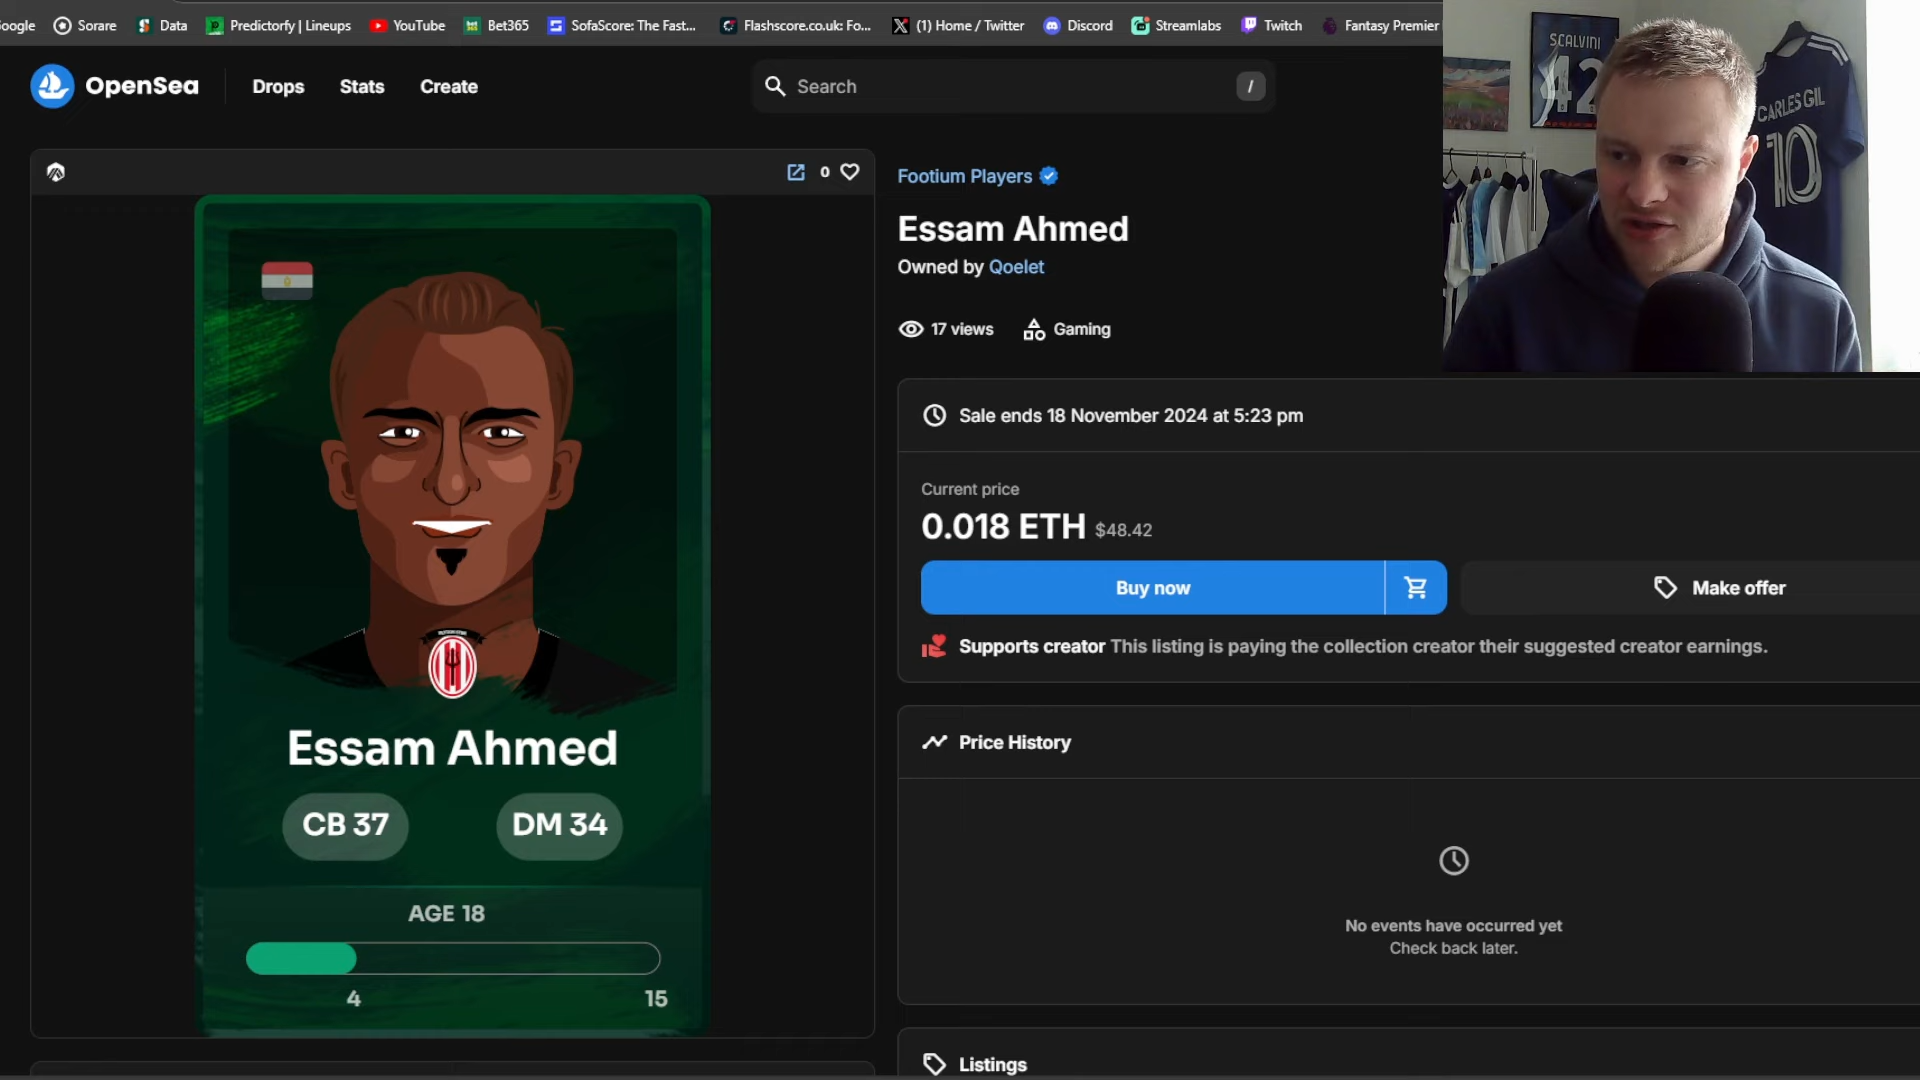 oogle
Sorare
Data
Predictorfy | Lineups
YouTube
Bet365
SofaScore: The Fast...
Flashscore.co.uk: Fo...
(1) Home / Twitter
Discord
Streamlabs
Twitch
Fantasy Premier
OpenSea
Drops
Stats
Create
Search
/
SCALVINI
42
CARLES GIL
10
0
Footium Players
Essam Ahmed
Owned by Qoelet
17 views
Gaming
Sale ends 18 November 2024 at 5:23 pm
Current price
0.018 ETH $48.42
Buy now
Make offer
Supports creator This listing is paying the collection creator their suggested creator earnings.
Price History
No events have occurred yet
Check back later.
Listings
Essam Ahmed
CB 37
DM 34
AGE 18
4
15